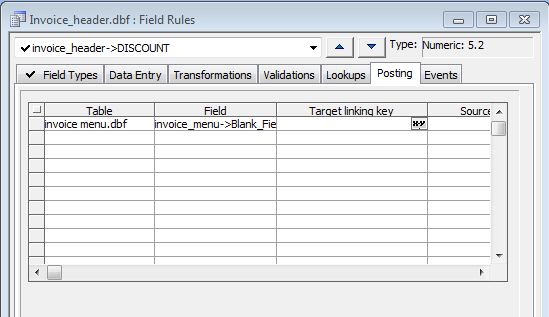 Invoice_header.dbf : Field Rules
invoice_header->DISCOUNT
Type: Numeric: 5.2
Field Types Data Entry Transformations Validations Lookups Posting Events
Table Field Target linking key Source
invoice menu.dbf invoice_menu->Blank_Fie